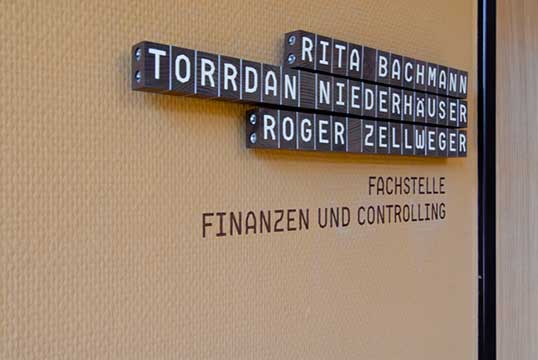 RITA BACHMANN
TORRDAN NIEDERHÄUSER
ROGER ZELLWEGER
FACHSTELLE
FINANZEN UND CONTROLLING